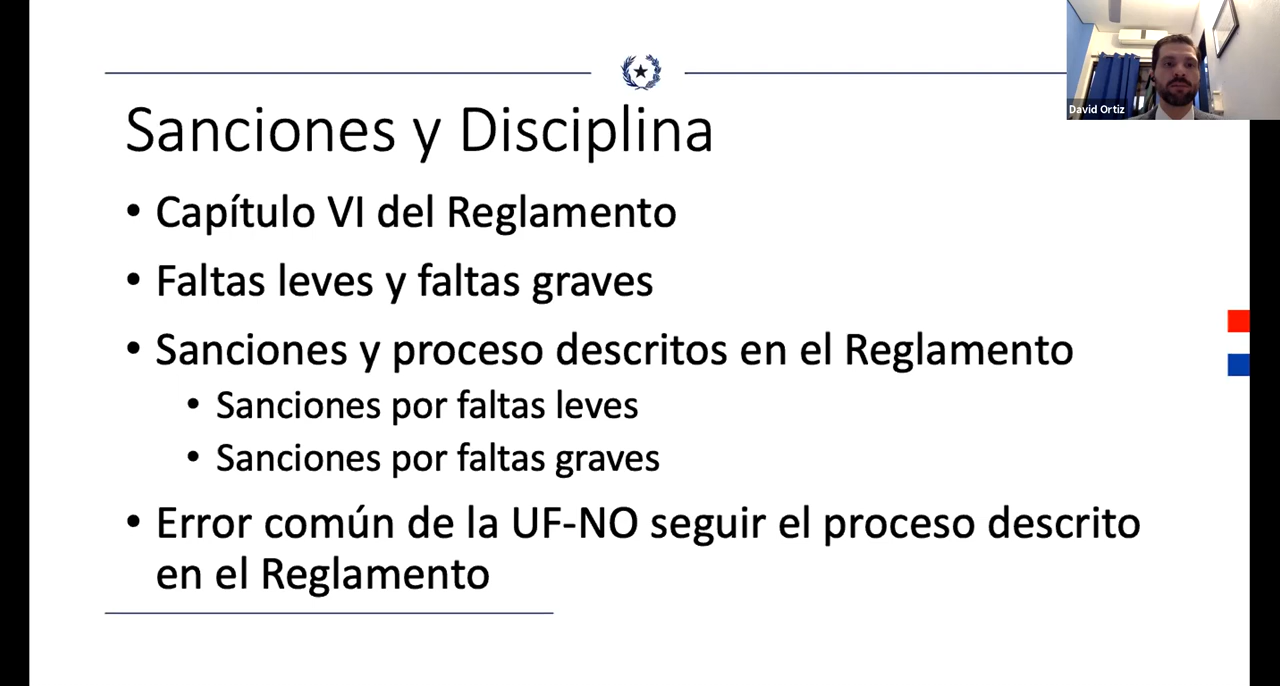 David Ortiz
Sanciones y Disciplina
• Capítulo VI del Reglamento
• Faltas leves y faltas graves
• Sanciones y proceso descritos en el Reglamento
• Sanciones por faltas leves
• Sanciones por faltas graves
• Error común de la UF-NO seguir el proceso descrito
en el Reglamento